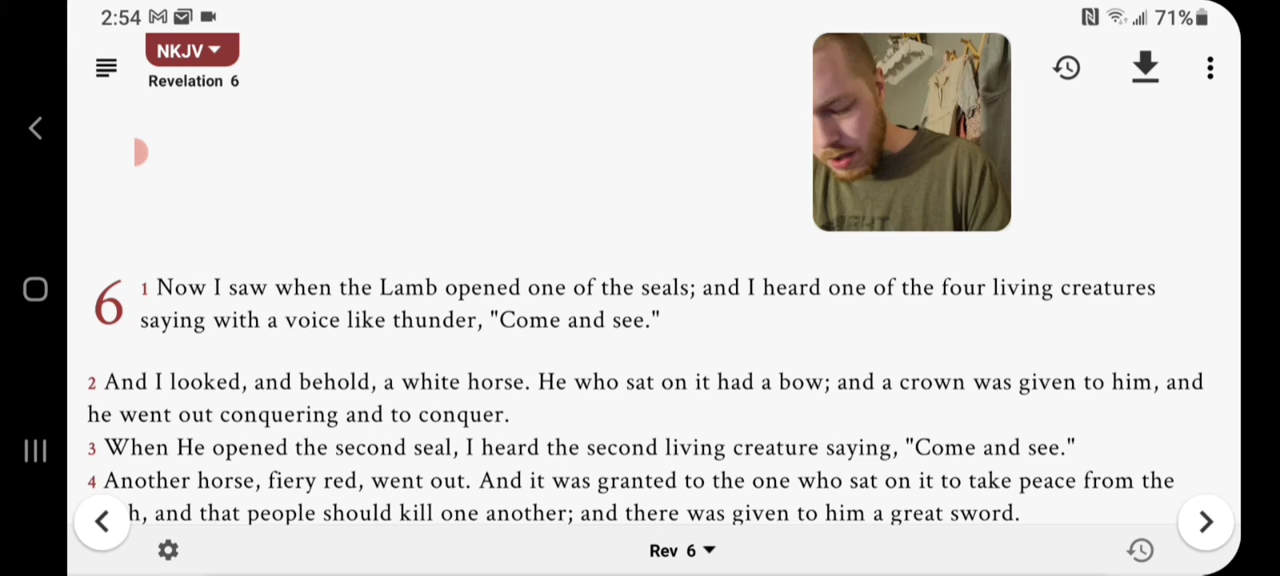 2:54
71%
NKJV
Revelation 6
6
1 Now I saw when the Lamb opened one of the seals; and I heard one of the four living creatures
saying with a voice like thunder, "Come and see."
2 And I looked, and behold, a white horse. He who sat on it had a bow; and a crown was given to him, and
he went out conquering and to conquer.
3 When He opened the second seal, I heard the second living creature saying, "Come and see."
4 Another horse, fiery red, went out. And it was granted to the one who sat on it to take peace from the
h, and that people should kill one another; and there was given to him a great sword.
Rev 6